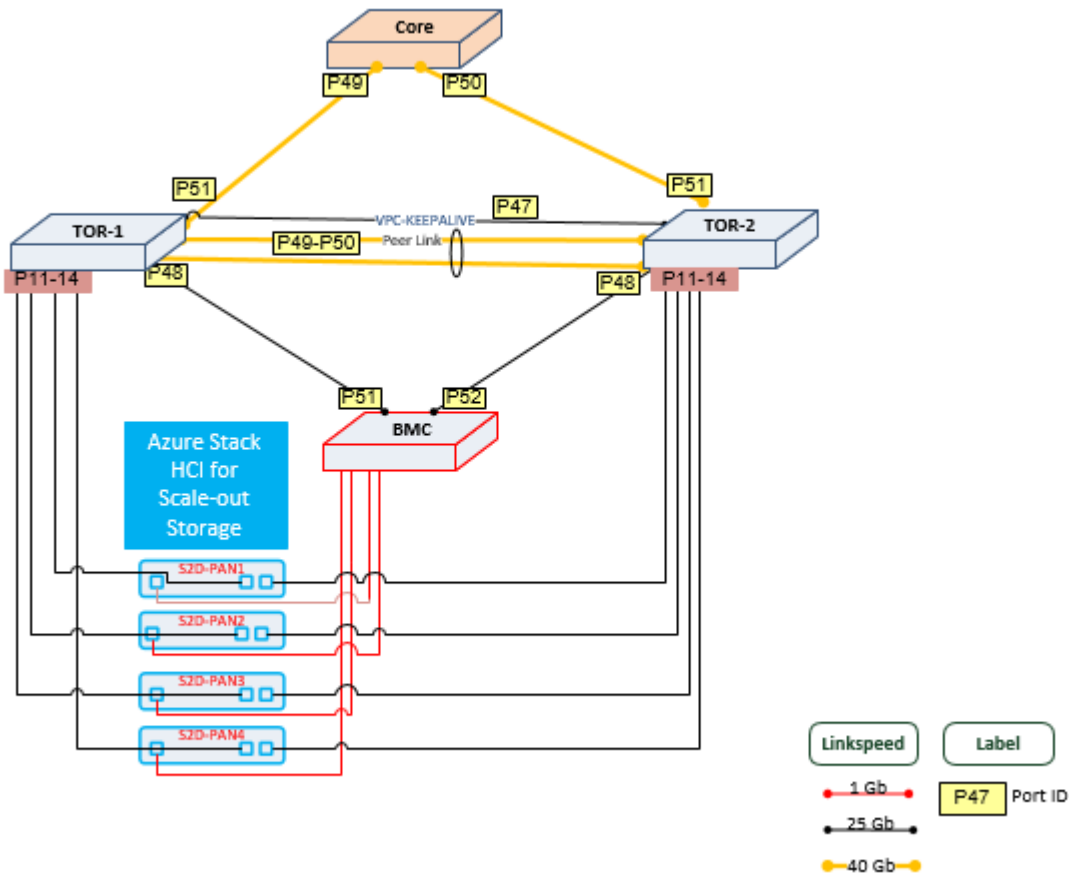 Core
P49
P50
P51
P51
P47
VPC-KEEPALIVE
TOR-1
TOR-2
P49-P50
Peer Link
P11-14
P48
P48
P11-14
P51
P52
BMC
Azure Stack
HCI for
Scale-out
Storage
S2D-PAN1
S2D-PAN2
S2D-PAN3
S2D-PAN4
Linkspeed
Label
1 Gb
P47
Port ID
25 Gb
40 Gb